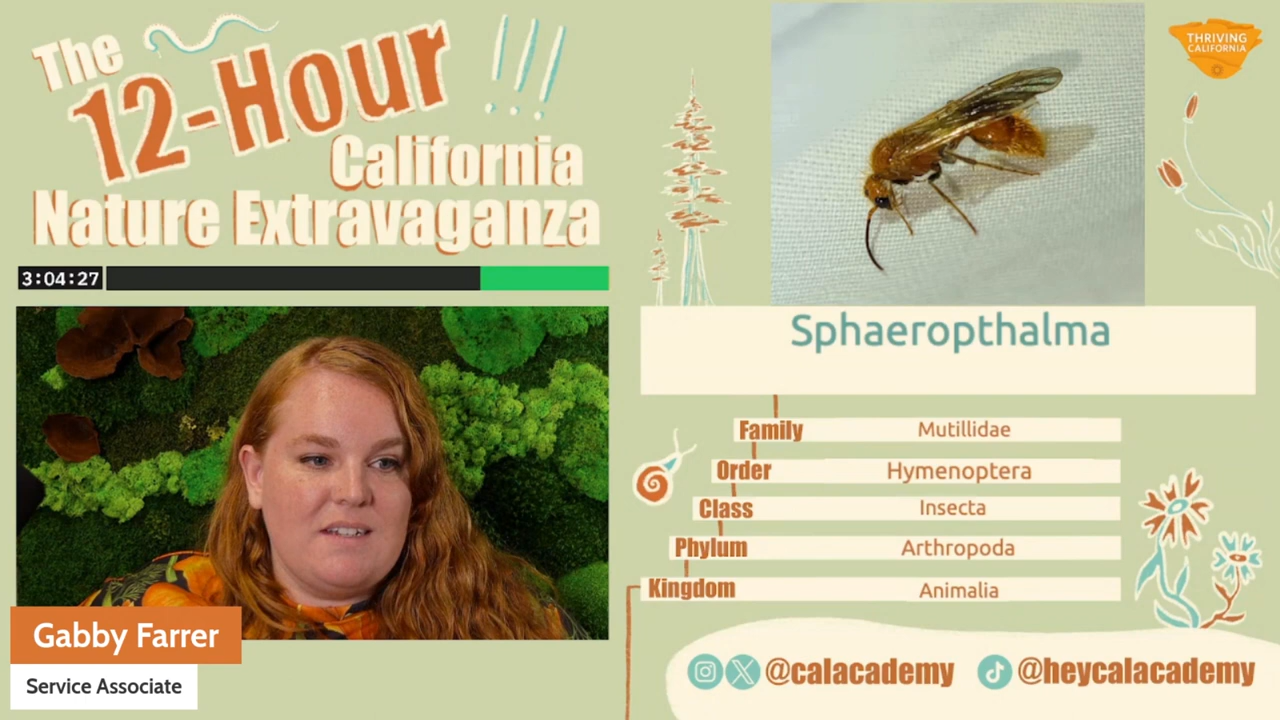 The
12-Hour !!!
California
Nature Extravaganza
3:04:27
Gabby Farrer
Service Associate
THRIVING
CALIFORNIA
Sphaeropthalma
Family Mutillidae
Order Hymenoptera
Class Insecta
Phylum Arthropoda
Kingdom Animalia
@calacademy @heycalacademy